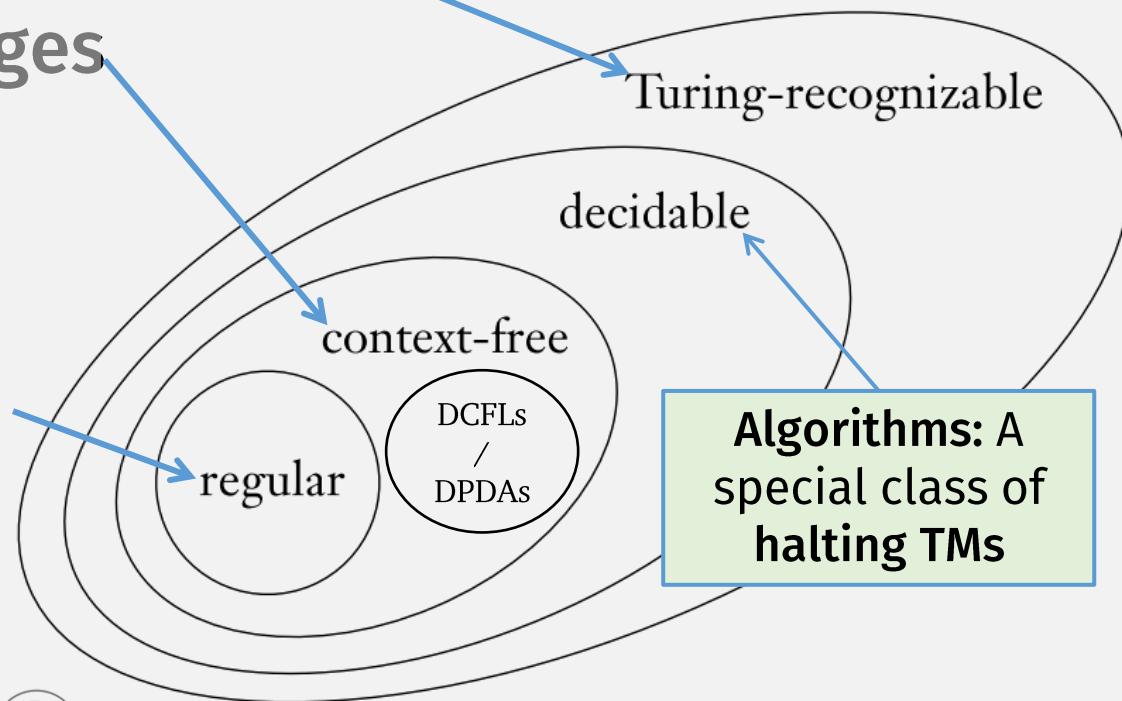 ges
Turing-recognizable
decidable
context-free
DCFLs
/
DPDAs
regular
Algorithms: A
special class of
halting TMs